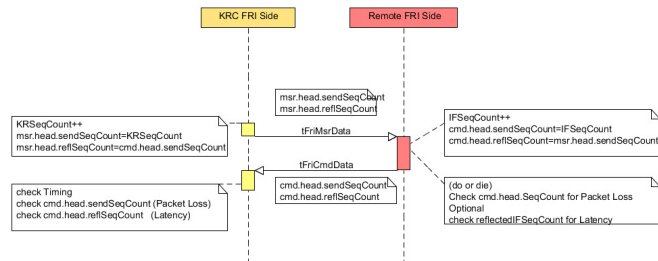 KRC FRI Side
Remote FRI Side
msr.head.sendSeqCount
msr.head.reflSeqCount
KRSeqCount++
msr.head.sendSeqCount=KRSeqCount
msr.head.reflSeqCount=cmd.head.sendSeqCount
IFSeqCount++
cmd.head.sendSeqCount=IFSeqCount
cmd.head.reflSeqCount=msr.head.sendSeqCount
tFriMsrData
tFriCmdData
cmd.head.sendSeqCount
cmd.head.reflSeqCount
check Timing
check cmd.head.sendSeqCount (Packet Loss)
check cmd.head.reflSeqCount (Latency)
(do or die)
Check cmd.head.SeqCount for Packet Loss
Optional
check reflectedIFSeqCount for Latency